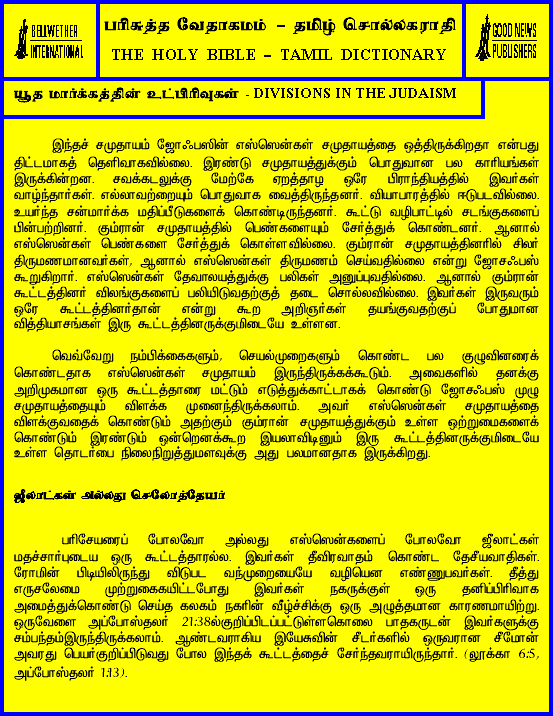 BELLWETHER
INTERNATIONAL
பரிசுத்த வேதாகமம் – தமிழ் சொல்லகராதி
THE HOLY BIBLE – TAMIL DICTIONARY
GOOD NEWS
PUBLISHERS
யூத மார்க்கத்தின் உட்பிரிவுகள் - DIVISIONS IN THE JUDAISM
இந்தச் சமுதாயம் ஜோஃபஸின் எஸ்ஸென்கள் சமுதாயத்தை ஒத்திருக்கிறதா என்பது
திட்டமாகத் தெளிவாகவில்லை. இரண்டு சமுதாயத்துக்கும் பொதுவான பல காரியங்கள்
இருக்கின்றன. சவக்கடலுக்கு மேற்கே ஏறத்தாழ ஒரே பிராந்தியத்தில் இவர்கள்
வாழ்ந்தார்கள். எல்லாவற்றையும் பொதுவாக வைத்திருந்தனர். வியாபாரத்தில் ஈடுபடவில்லை.
உயர்ந்த சன்மார்க்க மதிப்பீடுகளைக் கொண்டிருந்தனர். கூட்டு வழிபாட்டில் சடங்குகளைப்
பின்பற்றினர். கும்ரான் சமுதாயத்தில் பெண்களையும் சேர்த்துக் கொண்டனர். ஆனால்
எஸ்ஸென்கள் பெண்களை சேர்த்துக் கொள்ளவில்லை. கும்ரான் சமுதாயத்தினரில் சிலர்
திருமணமானவர்கள், ஆனால் எஸ்ஸென்கள் திருமணம் செய்வதில்லை என்று ஜோசஃபஸ்
கூறுகிறார். எஸ்ஸென்கள் தேவாலயத்துக்கு பலிகள் அனுப்புவதில்லை. ஆனால் கும்ரான்
கூட்டத்தினர் விலங்குகளைப் பலியிடுவதற்குத் தடை சொல்லவில்லை. இவர்கள் இருவரும்
ஒரே கூட்டத்தினர்தான் என்று கூற அறிஞர்கள் தயங்குவதற்குப் போதுமான
வித்தியாசங்கள் இரு கூட்டத்தினருக்குமிடையே உள்ளன.
வெவ்வேறு நம்பிக்கைகளும், செயல்முறைகளும் கொண்ட பல குழுவினரைக்
கொண்டதாக எஸ்ஸென்கள் சமுதாயம் இருந்திருக்கக்கூடும். அவைகளில் தனக்கு
அறிமுகமான ஒரு கூட்டத்தாரை மட்டும் எடுத்துக்காட்டாகக் கொண்டு ஜோசஃபஸ் முழு
சமுதாயத்தையும் விளக்க முனைந்திருக்கலாம். அவர் எஸ்ஸென்கள் சமுதாயத்தை
விளக்குவதைக் கொண்டும் அதற்கும் கும்ரான் சமுதாயத்துக்கும் உள்ள ஒற்றுமைகளைக்
கொண்டும் இரண்டும் ஒன்றெனக்கூற இயலாவிடினும் இரு கூட்டத்தினருக்குமிடையே
உள்ள தொடர்பை நிலைநிறுத்துமளவுக்கு அது பலமானதாக இருக்கிறது.
ஜீலாட்கள் அல்லது செலோத்தேயர்
பரிசேயரைப் போலவோ அல்லது எஸ்ஸென்களைப் போலவோ ஜீலாட்கள்
மதச்சார்புடைய ஒரு கூட்டத்தாரல்ல. இவர்கள் தீவிரவாதம் கொண்ட தேசீயவாதிகள்.
ரோமின் பிடியிலிருந்து விடுபட வன்முறையையே வழியென எண்ணுபவர்கள். தீத்து
எருசலேமை முற்றுகையிட்டபோது இவர்கள் நகருக்குள் ஒரு தனிப்பிரிவாக
அமைத்துக்கொண்டு செய்த கலகம் நகரின் வீழ்ச்சிக்கு ஒரு அழுத்தமான காரணமாயிற்று.
ஒருவேளை அப்போஸ்தலர் 21:38ல்குறிப்பிடப்பட்டுள்ளகொலை பாதகருடன் இவர்களுக்கு
சம்பந்தம்இருந்திருக்கலாம். ஆண்டவராகிய இயேசுவின் சீடர்களில் ஒருவரான சீமோன்
அவரது பெயர்குறிப்பிடுவது போல இந்தக் கூட்டத்தைச் சேர்ந்தவராயிருந்தார். (லூக்கா 6:5,
அப்போஸ்தலர் 1:13).